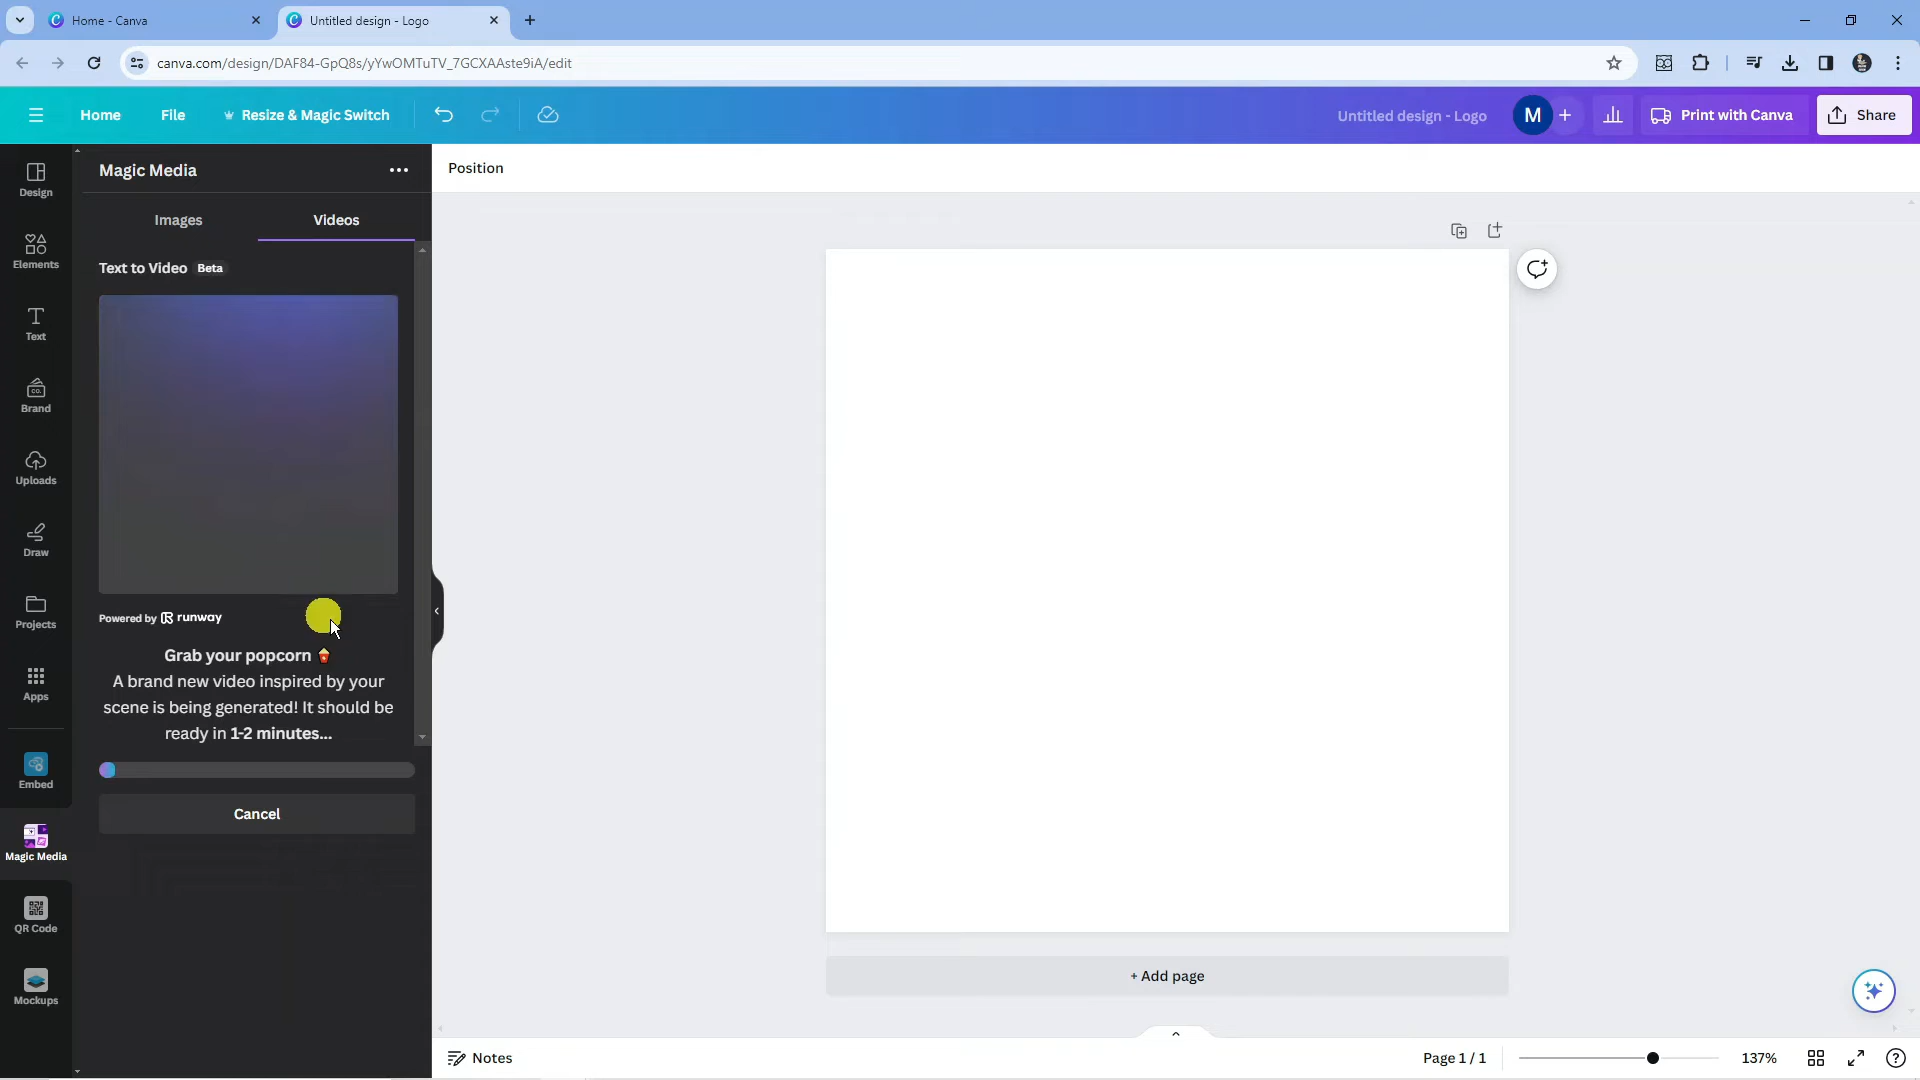 Home - Canva
Untitled design - Logo
canva.com/design/DAF84-GpQ8s/yYwOMTuTV_7GCXAAste9iA/edit
Home
File
Resize & Magic Switch
Untitled design - Logo
M
+
Print with Canva
Share
Design
Elements
Text
Brand
CO.
Uploads
Draw
Projects
Apps
Embed
Magic Media
QR Code
Mockups
Magic Media
Images
Videos
Text to Video Beta
Powered by runway
Grab your popcorn 🍿
A brand new video inspired by your
scene is being generated! It should be
ready in 1-2 minutes...
Cancel
Position
+ Add page
Notes
Page 1 / 1
137%